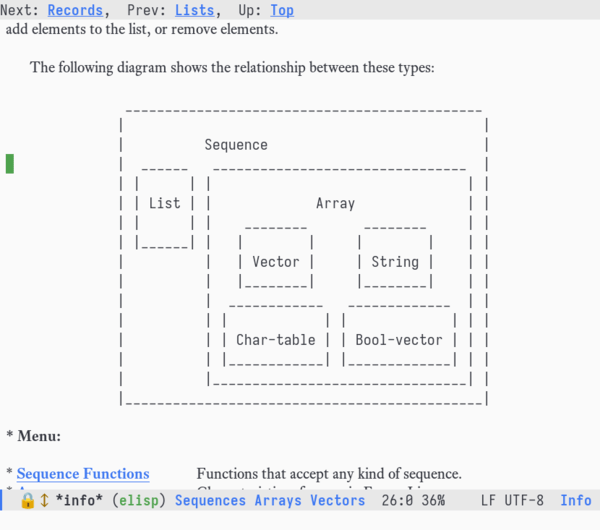 Next: Records,  Prev: Lists,  Up: Top
add elements to the list, or remove elements.
The following diagram shows the relationship between these types:
Sequence
List
Array
Vector
String
Char-table
Bool-vector
* Menu:
* Sequence Functions    Functions that accept any kind of sequence.
*info* (elisp) Sequences Arrays Vectors  26:0 36%    LF UTF-8  Info